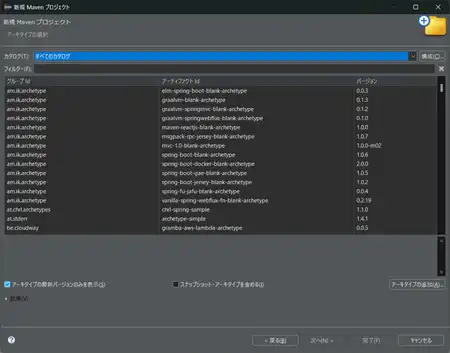 新規 Maven プロジェクト
新規 Maven プロジェクト
アーキタイプの選択
カタログ(T): すべてのカタログ 構成(C)...
フィルター(F):
グループ Id アーティファクト Id バージョン
am.ik.archetype elm-spring-boot-blank-archetype 0.0.3
am.ik.archetype graalvm-blank-archetype 0.1.3
am.ik.archetype graalvm-springmvc-blank-archetype 0.1.2
am.ik.archetype graalvm-springwebflux-blank-archetype 0.1.0
am.ik.archetype maven-reactjs-blank-archetype 1.0.0
am.ik.archetype msgpack-rpc-jersey-blank-archetype 1.0.7
am.ik.archetype mvc-1.0-blank-archetype 1.0.0-m02
am.ik.archetype spring-boot-blank-archetype 1.0.6
am.ik.archetype spring-boot-docker-blank-archetype 2.0.0
am.ik.archetype spring-boot-gae-blank-archetype 1.0.5
am.ik.archetype spring-boot-jersey-blank-archetype 1.0.2
am.ik.archetype spring-fu-jafu-blank-archetype 0.0.4
am.ik.archetype vanilla-spring-webflux-fn-blank-archetype 0.2.19
at.chrl.archetypes chrl-spring-sample 1.1.0
at.stderr archetype-simple 1.4.1
be.cloudway gramba-aws-lambda-archetype 0.0.5
アーキタイプの最新バージョンのみを表示(S) スナップショット・アーキタイプを含める(I) アーキタイプの追加(A)...
< 戻る(B) 次へ(N) > 完了(F) キャンセル